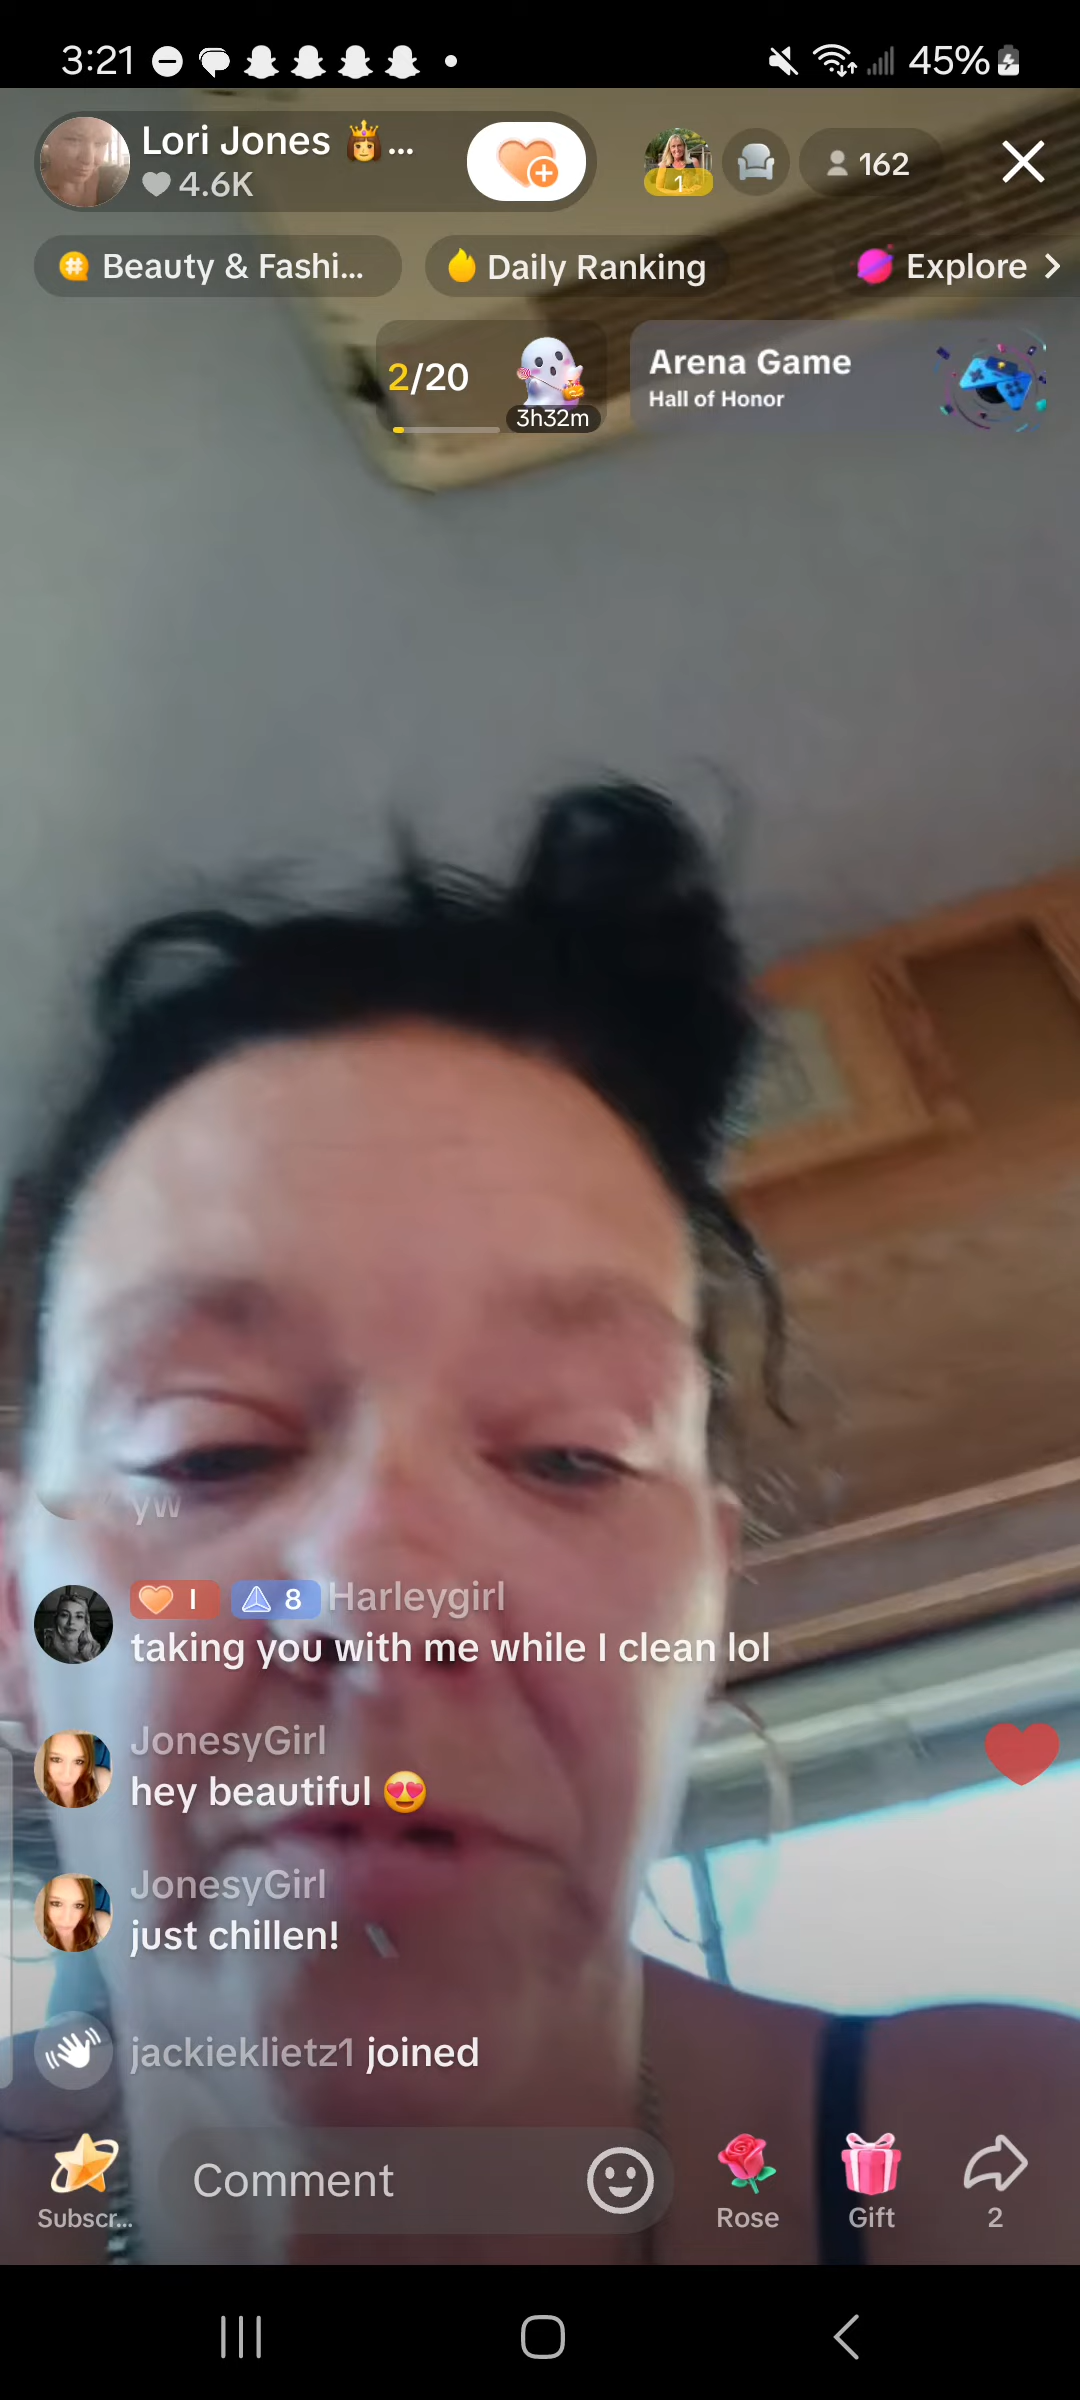 3:21
45%
Lori Jones 👸...
4.6K
1
162
Beauty & Fashi...
Daily Ranking
Explore
2/20
3h32m
Arena Game
Hall of Honor
yw
I 8 Harleygirl
taking you with me while I clean lol
JonesyGirl
hey beautiful 😍
JonesyGirl
just chillen!
jackieklietz1 joined
Subscr...
Comment
Rose
Gift
2